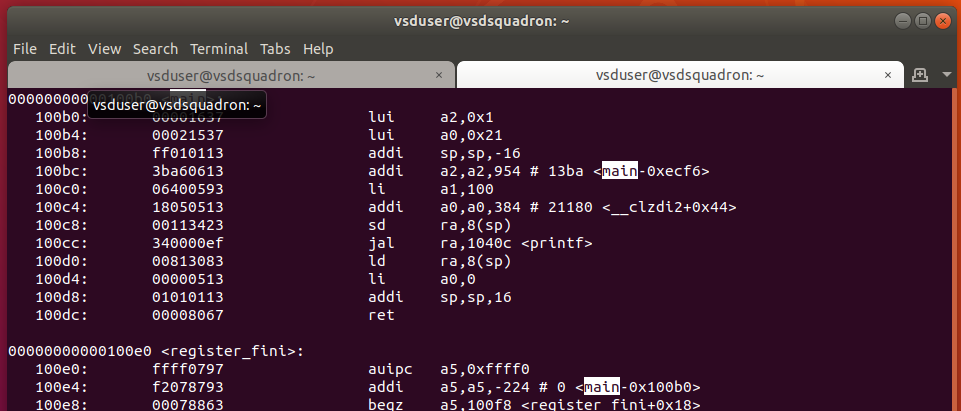 vsduser@vsdsquadron: ~
File Edit View Search Terminal Tabs Help
vsduser@vsdsquadron: ~ × vsduser@vsdsquadron: ~ ×
vsduser@vsdsquadron: ~
100b0: 00001637 lui a2,0x1
100b4: 00021537 lui a0,0x21
100b8: ff010113 addi sp,sp,-16
100bc: 3ba60613 addi a2,a2,954 # 13ba <main-0xecf6>
100c0: 06400593 li a1,100
100c4: 18050513 addi a0,a0,384 # 21180 <__clzdi2+0x44>
100c8: 00113423 sd ra,8(sp)
100cc: 340000ef jal ra,1040c <printf>
100d0: 00813083 ld ra,8(sp)
100d4: 00000513 li a0,0
100d8: 01010113 addi sp,sp,16
100dc: 00008067 ret
00000000000100e0 <register_fini>:
100e0: ffff0797 auipc a5,0xffff0
100e4: f2078793 addi a5,a5,-224 # 0 <main-0x100b0>
100e8: 00078863 beqz a5,100f8 <register_fini+0x18>